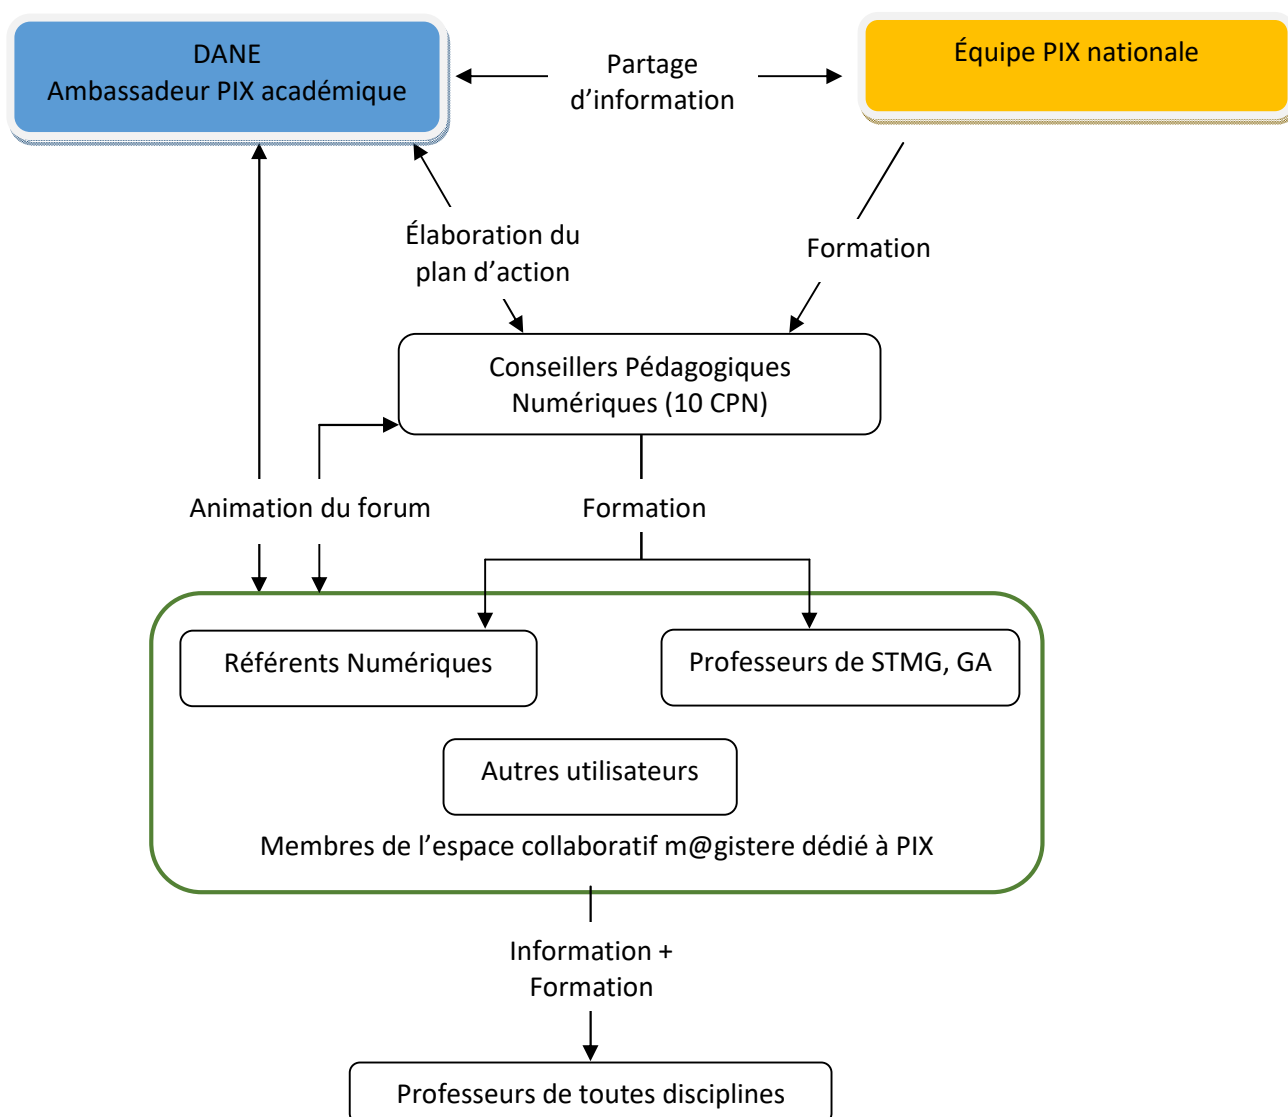 DANE
Ambassadeur PIX académique
Partage
d’information
Équipe PIX nationale
Élaboration du
plan d’action
Formation
Conseillers Pédagogiques
Numériques (10 CPN)
Animation du forum
Formation
Référents Numériques
Professeurs de STMG, GA
Autres utilisateurs
Membres de l’espace collaboratif m@gistere dédié à PIX
Information +
Formation
Professeurs de toutes disciplines